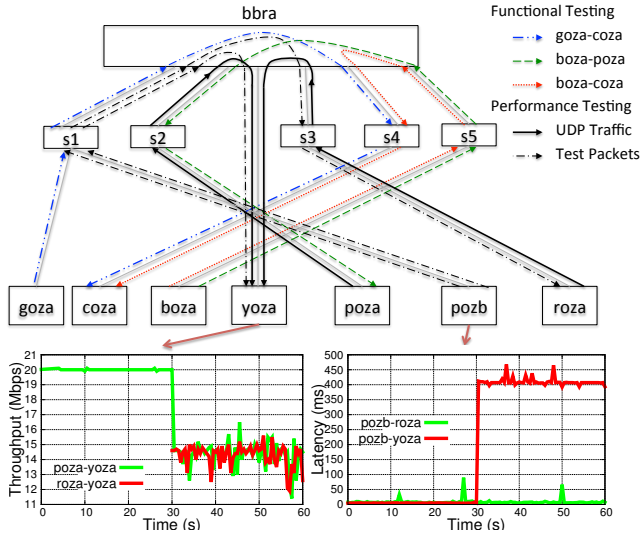 bbra
Functional Testing
goza-coza
boza-poza
boza-coza
Performance Testing
UDP Traffic
Test Packets
s1
s2
s3
s4
s5
goza
coza
boza
yoza
poza
pozb
roza
Throughput (Mbps)
21
20
19
18
17
16
15
14
13
12
11
poza-yoza
roza-yoza
0 10 20 30 40 50 60
Time (s)
Latency (ms)
500
450
400
350
300
250
200
150
100
50
0
pozb-roza
pozb-yoza
0 10 20 30 40 50 60
Time (s)